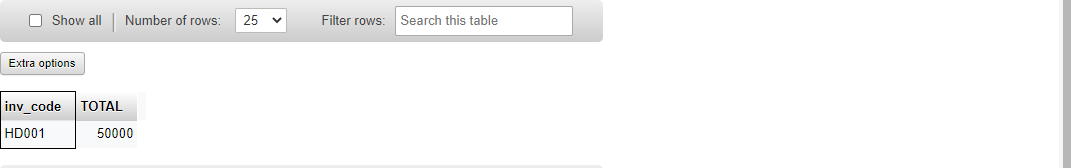 Show all Number of rows: 25 Filter rows: Search this table
Extra options
inv_code TOTAL
HD001 50000